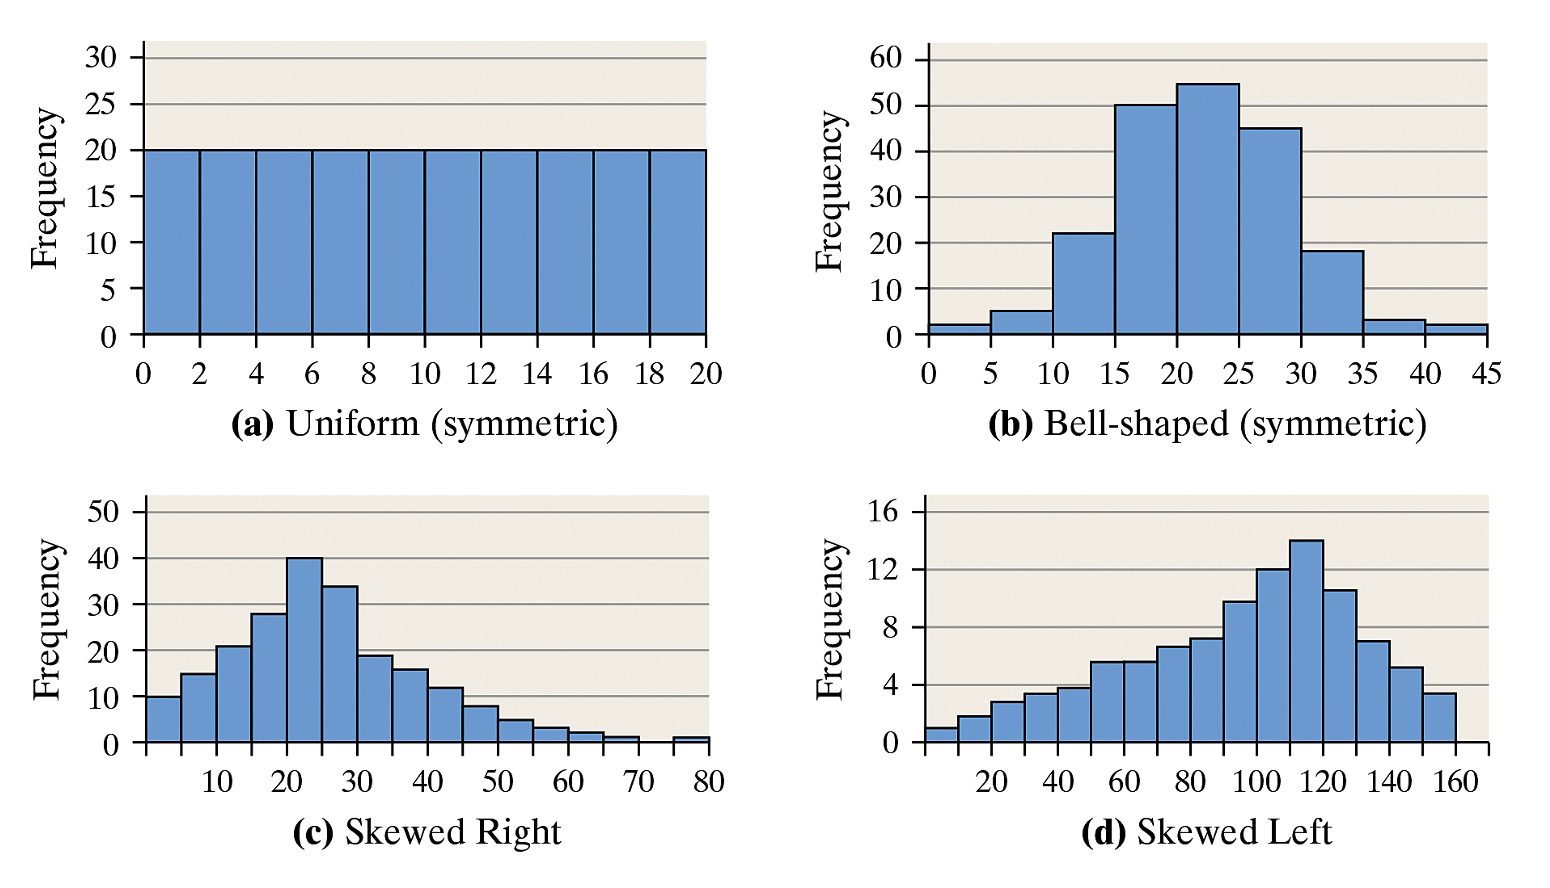 30
25
20
15
10
5
0
Frequency
0 2 4 6 8 10 12 14 16 18 20
(a) Uniform (symmetric)
60
50
40
30
20
10
0
Frequency
0 5 10 15 20 25 30 35 40 45
(b) Bell-shaped (symmetric)
50
40
30
20
10
0
Frequency
10 20 30 40 50 60 70 80
(c) Skewed Right
16
12
8
4
0
Frequency
20 40 60 80 100 120 140 160
(d) Skewed Left